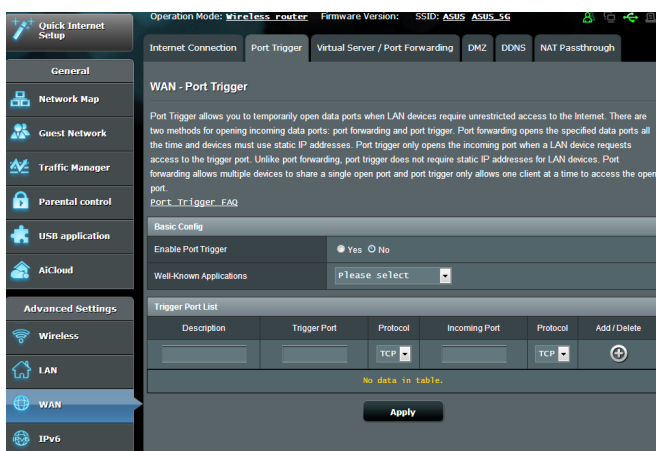 Quick Internet
Setup
General
Network Map
Guest Network
Traffic Manager
Parental control
USB application
AiCloud
Advanced Settings
Wireless
LAN
WAN
IPv6
Operation Mode: Wireless router Firmware Version: SSID: ASUS ASUS_5G
Internet Connection Port Trigger Virtual Server / Port Forwarding DMZ DDNS NAT Passthrough
WAN - Port Trigger
Port Trigger allows you to temporarily open data ports when LAN devices require unrestricted access to the Internet. There are
two methods for opening incoming data ports: port forwarding and port trigger. Port forwarding opens the specified data ports all
the time and devices must use static IP addresses. Port trigger only opens the incoming port when a LAN device requests
access to the trigger port. Unlike port forwarding, port trigger does not require static IP addresses for LAN devices. Port
forwarding allows multiple devices to share a single open port and port trigger only allows one client at a time to access the open
port.
Port Trigger FAQ
Basic Config
Enable Port Trigger Yes No
Well-Known Applications Please select
Trigger Port List
Description Trigger Port Protocol Incoming Port Protocol Add / Delete
TCP TCP
No data in table.
Apply